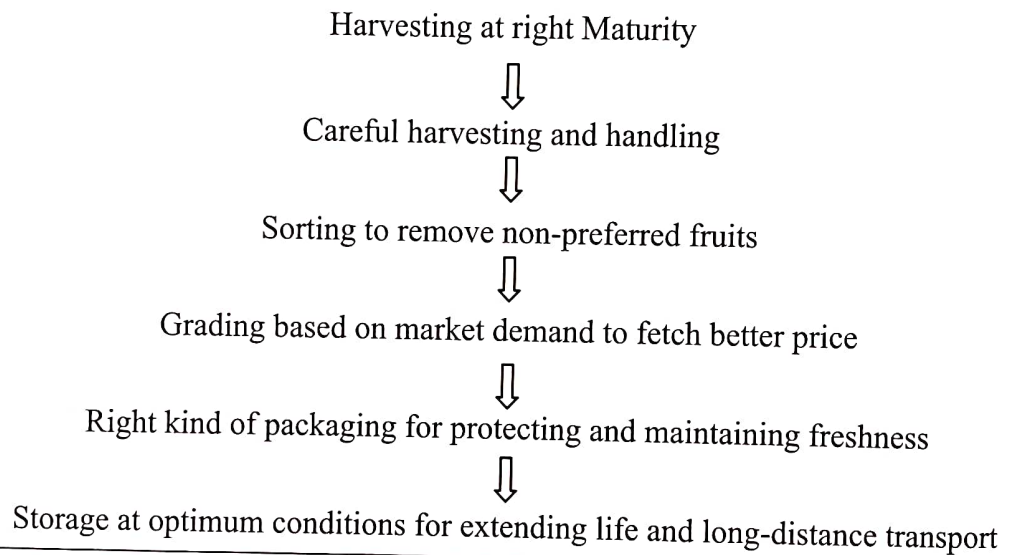 Harvesting at right Maturity
Careful harvesting and handling
Sorting to remove non-preferred fruits
Grading based on market demand to fetch better price
Right kind of packaging for protecting and maintaining freshness
Storage at optimum conditions for extending life and long-distance transport